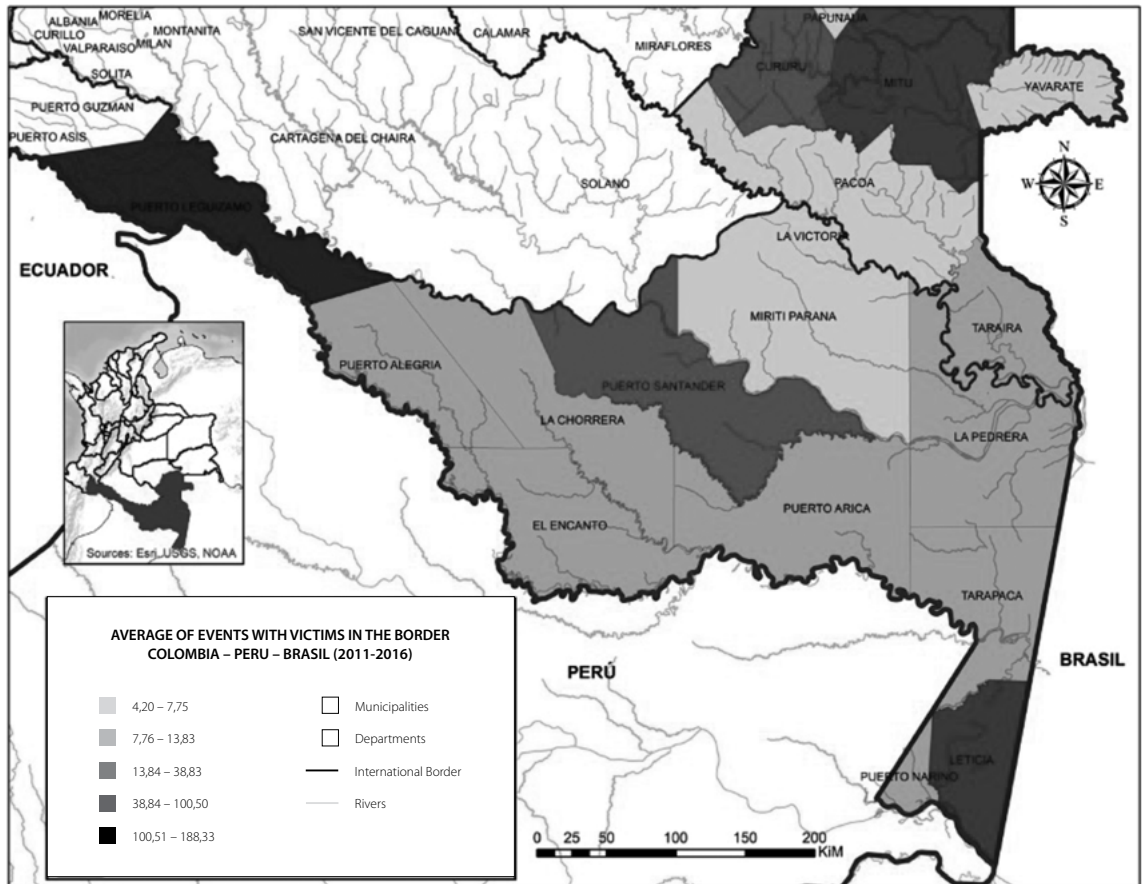 MORELIA
ALBANIA
CURILLO
MONTANITA
SAN VICENTE DEL CAGUAN
CALAMAR
PAPUNAUA
MILAN
VALPARAISO
MIRAFLORES
SOLITA
CURURU
MITU
YAVARATE
PUERTO GUZMAN
PUERTO ASIS
CARTAGENA DEL CHAIRA
N
W E
S
SOLANO
PACOA
PUERTO LEQUIZAMO
LA VICTORIA
ECUADOR
MIRITI PARANA
TARAIRA
PUERTO ALEGRIA
PUERTO SANTANDER
LA CHORRERA
LA PEDRERA
PUERTO ARICA
EL ENCANTO
Sources: Esri, USGS, NOAA
TARAPACA
AVERAGE OF EVENTS WITH VICTIMS IN THE BORDER
COLOMBIA – PERU – BRASIL (2011-2016)
4,20 – 7,75
7,76 – 13,83
13,84 – 38,83
38,84 – 100,50
100,51 – 188,33
Municipalities
Departments
International Border
Rivers
PERÚ
BRASIL
LETICIA
PUERTO NARINO
0 25 50 100 150 200
KiM